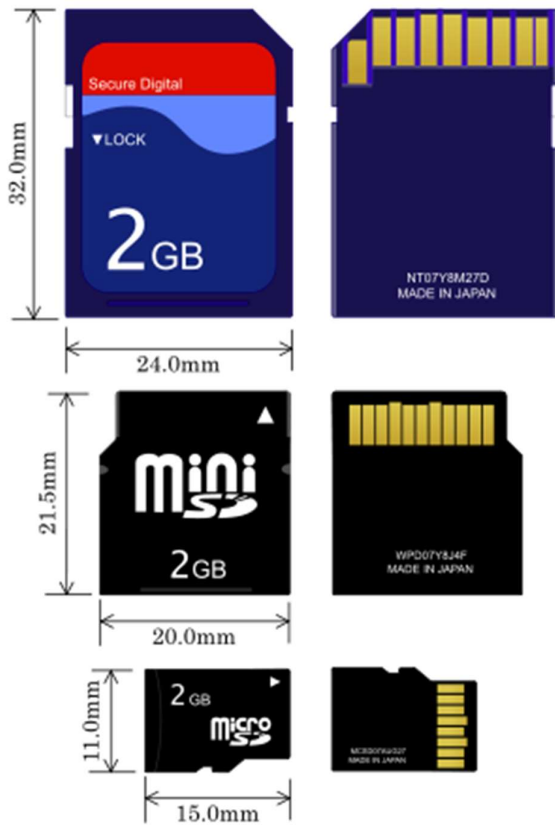 32.0mm
Secure Digital
▼LOCK
2GB
NT07Y8M27D
MADE IN JAPAN
24.0mm
21.5mm
mini
SD
2GB
WPD07Y8J4F
MADE IN JAPAN
20.0mm
11.0mm
2GB
micro
SD
MADE IN JAPAN
15.0mm